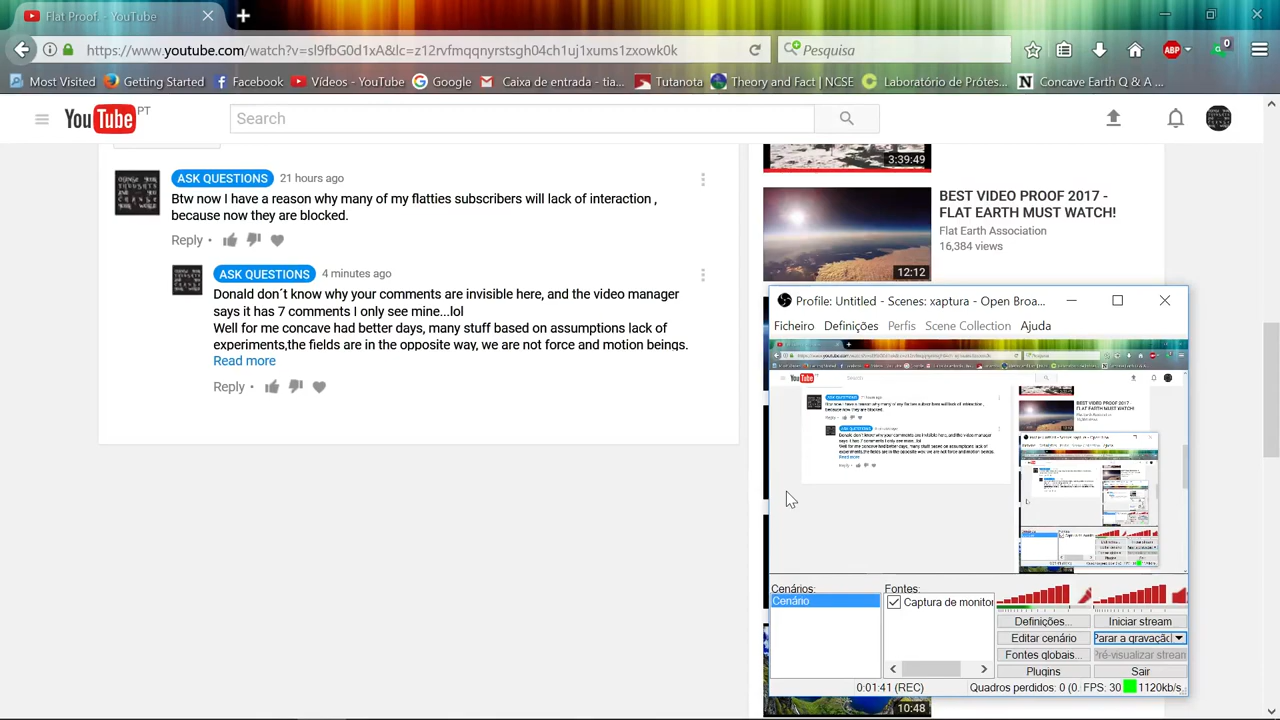 Flat Proof. - YouTube
https://www.youtube.com/watch?v=sl9hG0d1xA&lc=z12rvfmqqnyrstsgh04ch1uj1xums1zxowk0k
Pesquisa
ABP
0
Most Visited
Getting Started
Facebook
Vídeos - YouTube
Google
Caixa de entrada - tia...
Tutanota
Theory and Fact | NCSE
Laboratório de Prótes...
Concave Earth Q & A ...
YouTube PT
Search
3:39:49
ASK QUESTIONS 21 hours ago
Btw now I have a reason why many of my flatties subscribers will lack of interaction ,
because now they are blocked.
Reply
BEST VIDEO PROOF 2017 -
FLAT EARTH MUST WATCH!
Flat Earth Association
16,384 views
12:12
ASK QUESTIONS 4 minutes ago
Donald don´t know why your comments are invisible here, and the video manager
says it has 7 comments I only see mine...lol
Well for me concave had better days, many stuff based on assumptions lack of
experiments,the fields are in the opposite way, we are not force and motion beings.
Read more
Reply
Profile: Untitled - Scenes: xaptura - Open Broa...
Ficheiro Definições Perfis Scene Collection Ajuda
Cenários:
Cenário
Fontes:
Captura de monitor
Definições... Iniciar stream
Editar cenário Parar a gravação
Fontes globais... Pré-visualizar stream
Plugins Sair
0:01:41 (REC) Quadros perdidos: 0 (0. FPS: 30 1120kb/s
10:48